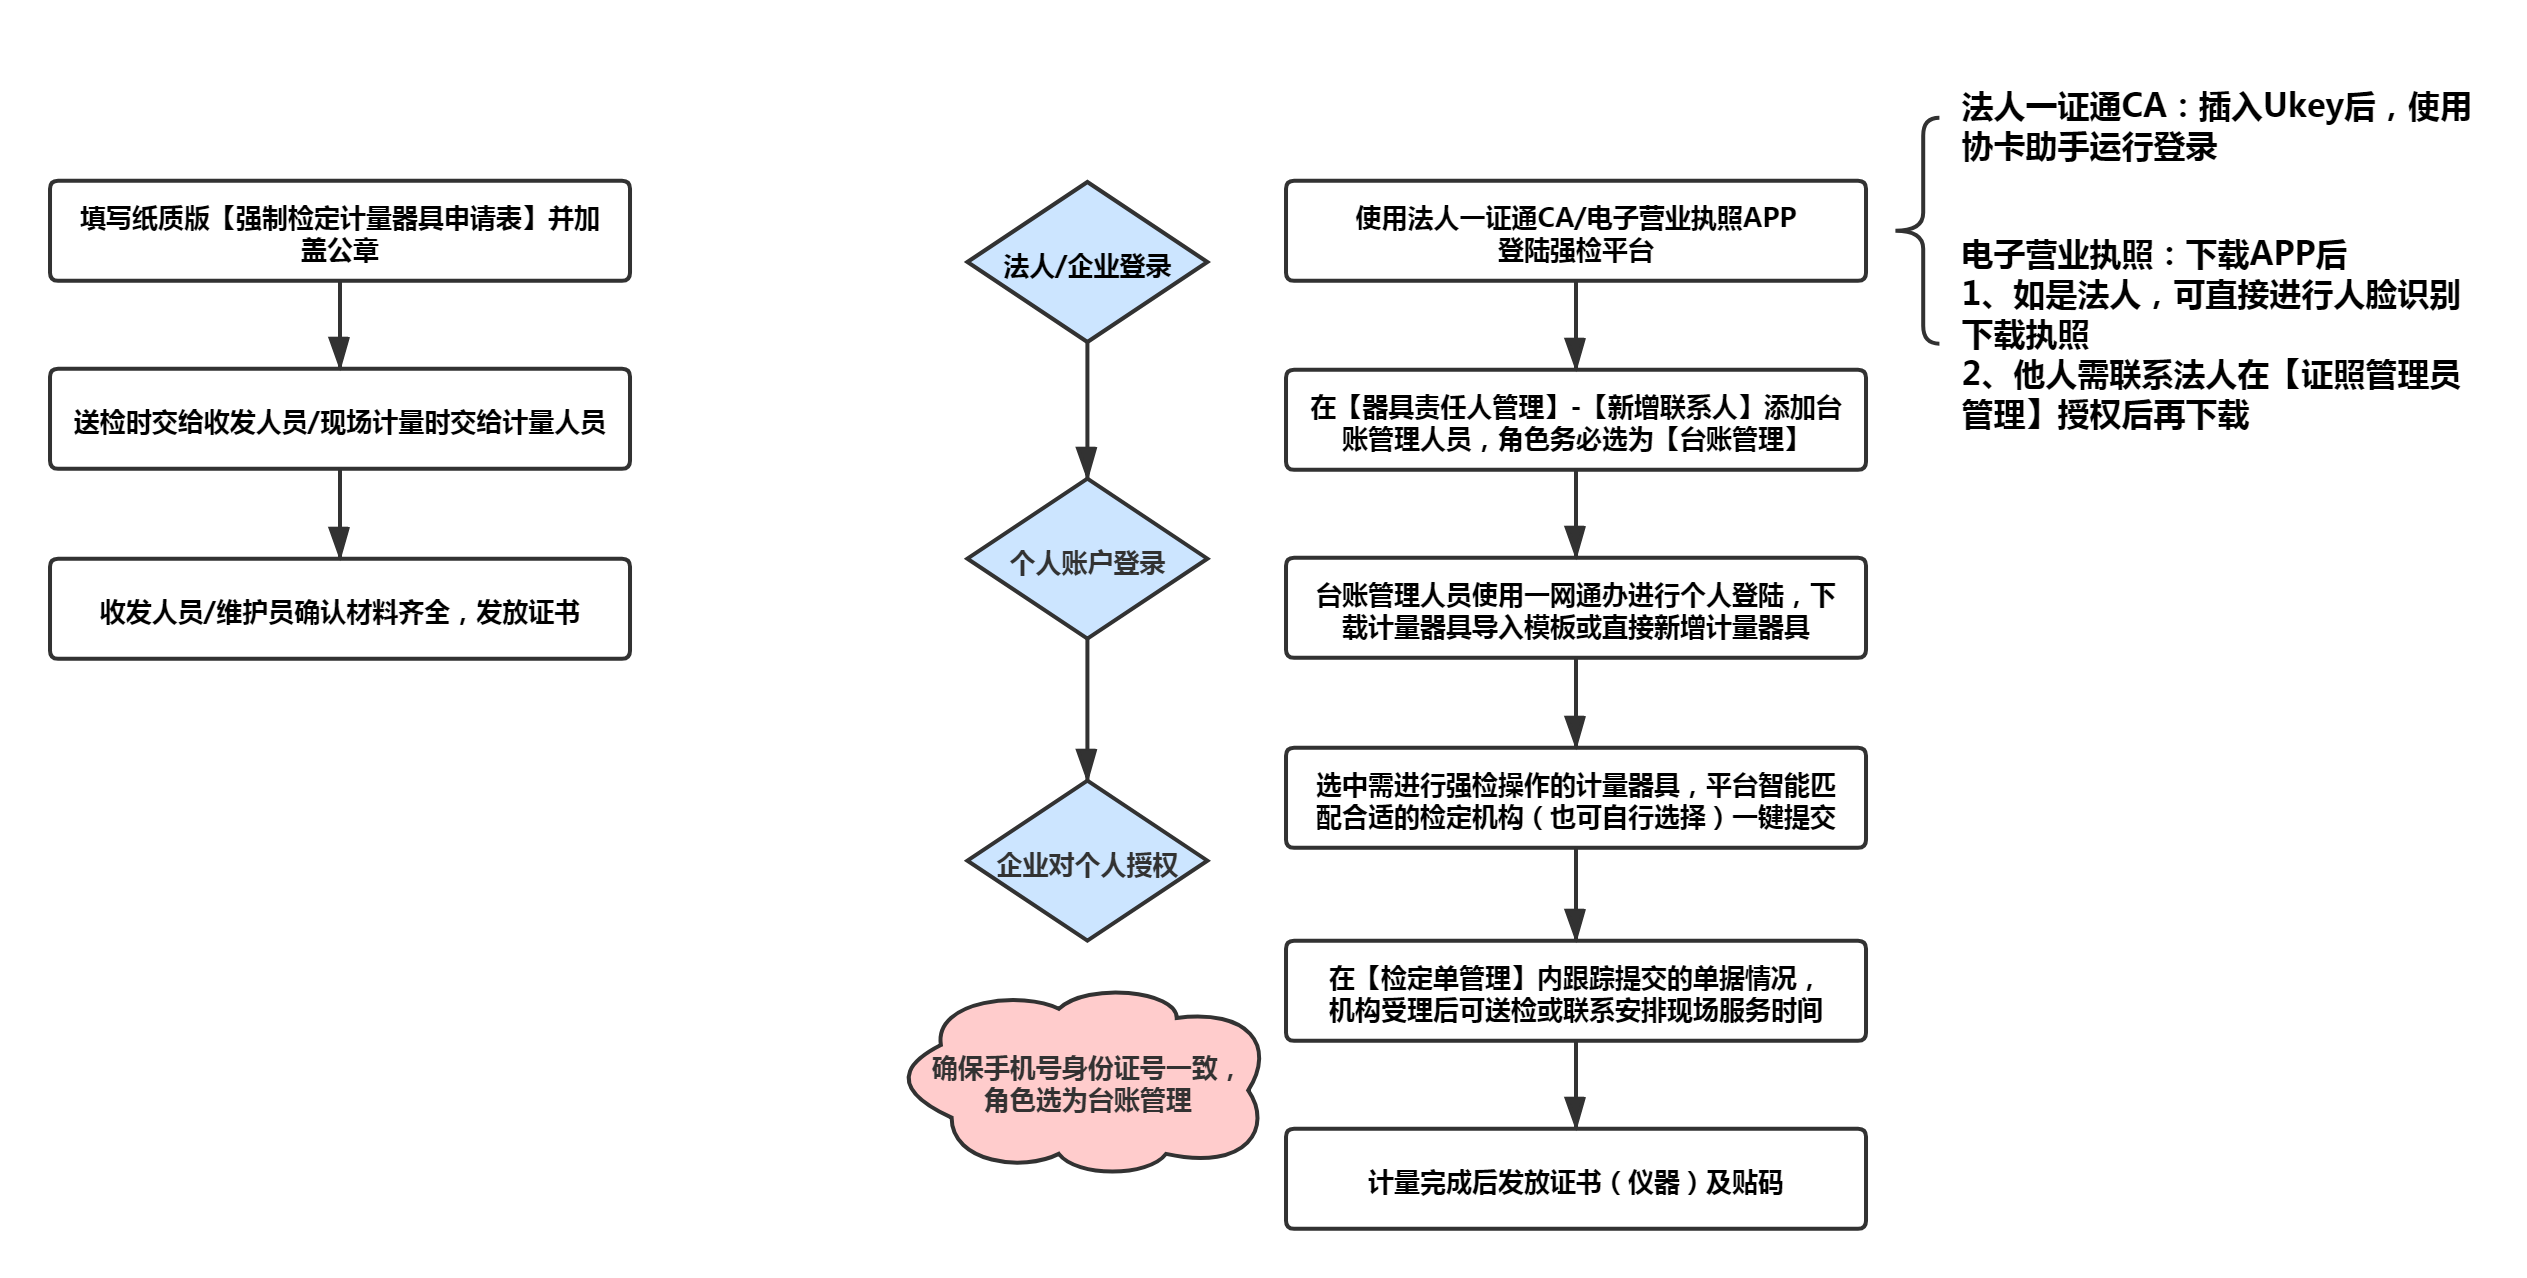 填写纸质版【强制检定计量器具申请表】并加
盖公章
送检时交给收发人员/现场计量时交给计量人员
收发人员/维护员确认材料齐全，发放证书
法人/企业登录
个人账户登录
企业对个人授权
确保手机号身份证号一致，
角色选为台账管理
使用法人一证通CA/电子营业执照APP
登陆强检平台
在【器具责任人管理】-【新增联系人】添加台
账管理人员，角色务必选为【台账管理】
台账管理人员使用一网通办进行个人登陆，下
载计量器具导入模板或直接新增计量器具
选中需进行强检操作的计量器具，平台智能匹
配合适的检定机构（也可自行选择）一键提交
在【检定单管理】内跟踪提交的单据情况，
机构受理后可送检或联系安排现场服务时间
计量完成后发放证书（仪器）及贴码
法人一证通CA：插入Ukey后，使用
协卡助手运行登录
电子营业执照：下载APP后
1、如是法人，可直接进行人脸识别
下载执照
2、他人需联系法人在【证照管理员
管理】授权后再下载